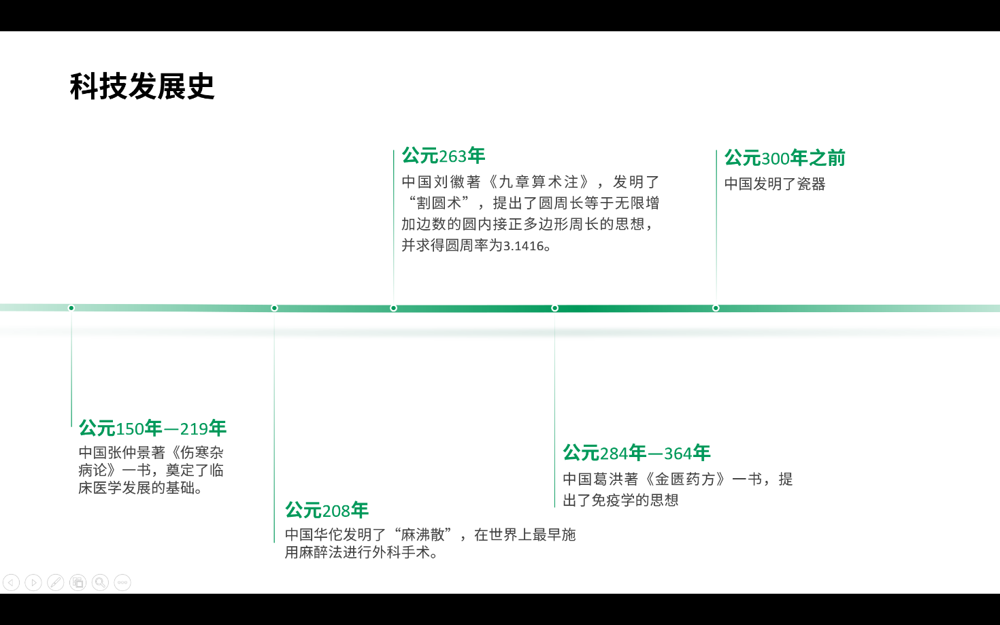 科技发展史
公元263年
中国刘徽著《九章算术注》，发明了
“割圆术”，提出了圆周长等于无限增
加边数的圆内接正多边形周长的思想，
并求得圆周率为3.1416。
公元300年之前
中国发明了瓷器
公元150年—219年
中国张仲景著《伤寒杂
病论》一书，奠定了临
床医学发展的基础。
公元208年
中国华佗发明了“麻沸散”，在世界上最早施
用麻醉法进行外科手术。
公元284年—364年
中国葛洪著《金匮药方》一书，提
出了免疫学的思想